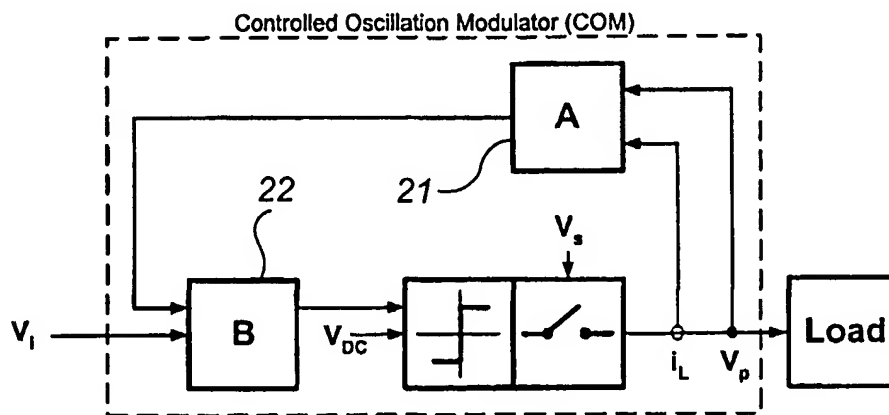 Controlled Oscillation Modulator (COM)
A
21
22
V_s
V_I
B
V_DC
i_L
V_p
Load